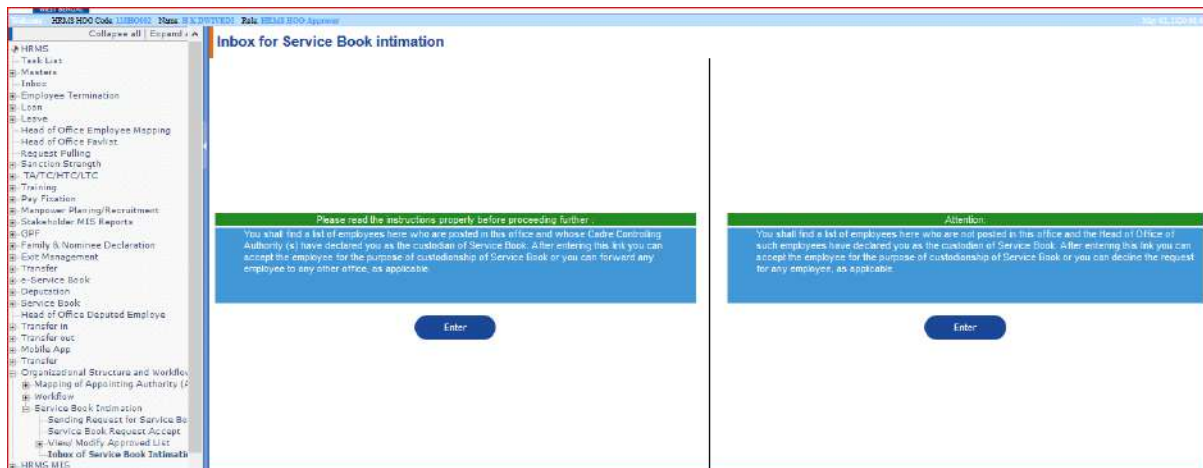 WEST BENGAL
Welcome HRMS HOO Code Name: Role: HRMS HOO Approver
Collapse all | Expand
HRMS
Task List
Masters
Inbox
Employee Termination
Loan
Leave
Head of Office Employee Mapping
Head of Office Favlist
Request Pulling
Sanction Strength
TA/TC/HTC/LTC
Training
Pay Fixation
Manpower Planing/Recruitment
Stakeholder MIS Reports
GPF
Family & Nominee Declaration
Exit Management
Transfer
e-Service Book
Deputation
Service Book
Head of Office Deputed Employe
Transfer in
Transfer out
Mobile App
Transfer
Organizational Structure and Workflow
Mapping of Appointing Authority (A
Workflow
Service Book Intimation
Sending Request for Service Bo
Service Book Request Accept
View/ Modify Approved List
Inbox of Service Book Intimati
HRMS MIS
Inbox for Service Book intimation
Please read the instructions properly before proceeding further :
You shall find a list of employees here who are posted in this office and whose Cadre Controlling
Authority (s) have declared you as the custodian of Service Book. After entering this link you can
accept the employee for the purpose of custodianship of Service Book or you can forward any
employee to any other office, as applicable.
Enter
Attention:
You shall find a list of employees here who are not posted in this office and the Head of Office of
such employees have declared you as the custodian of Service Book. After entering this link you can
accept the employee for the purpose of custodianship of Service Book or you can decline the request
for any employee, as applicable.
Enter